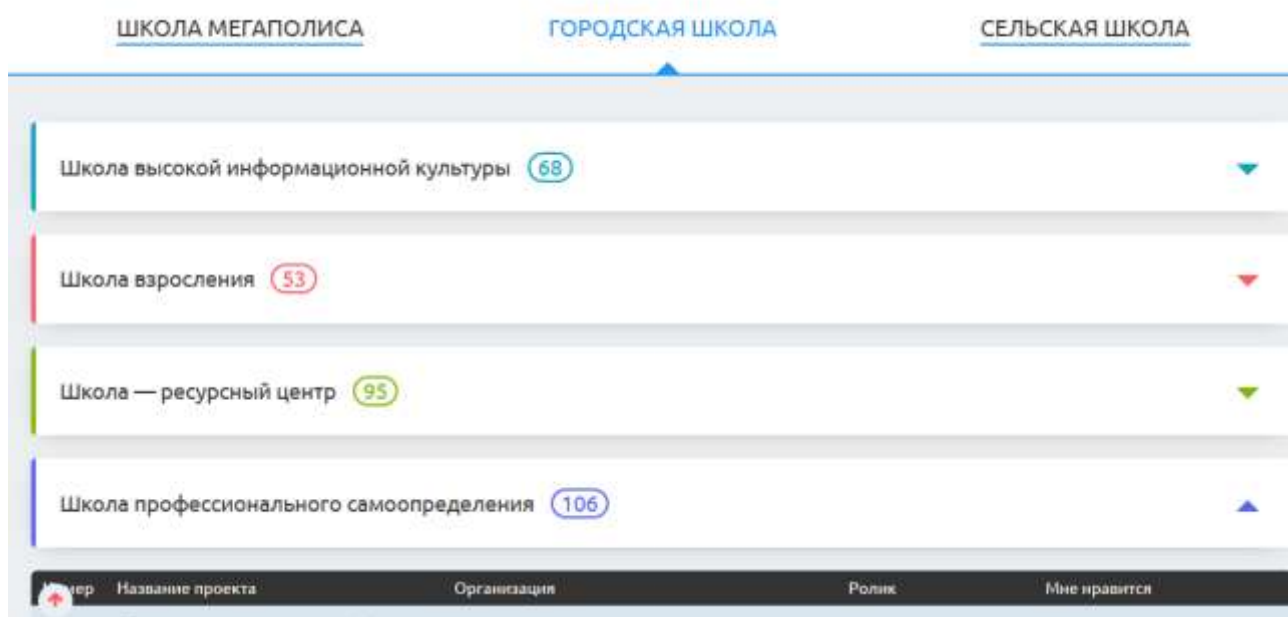 ШКОЛА МЕГАПОЛИСА ГОРОДСКАЯ ШКОЛА СЕЛЬСКАЯ ШКОЛА
Школа высокой информационной культуры 68
Школа взросления 53
Школа — ресурсный центр 95
Школа профессионального самоопределения 106
Название проекта Организация Ролик Мне нравится